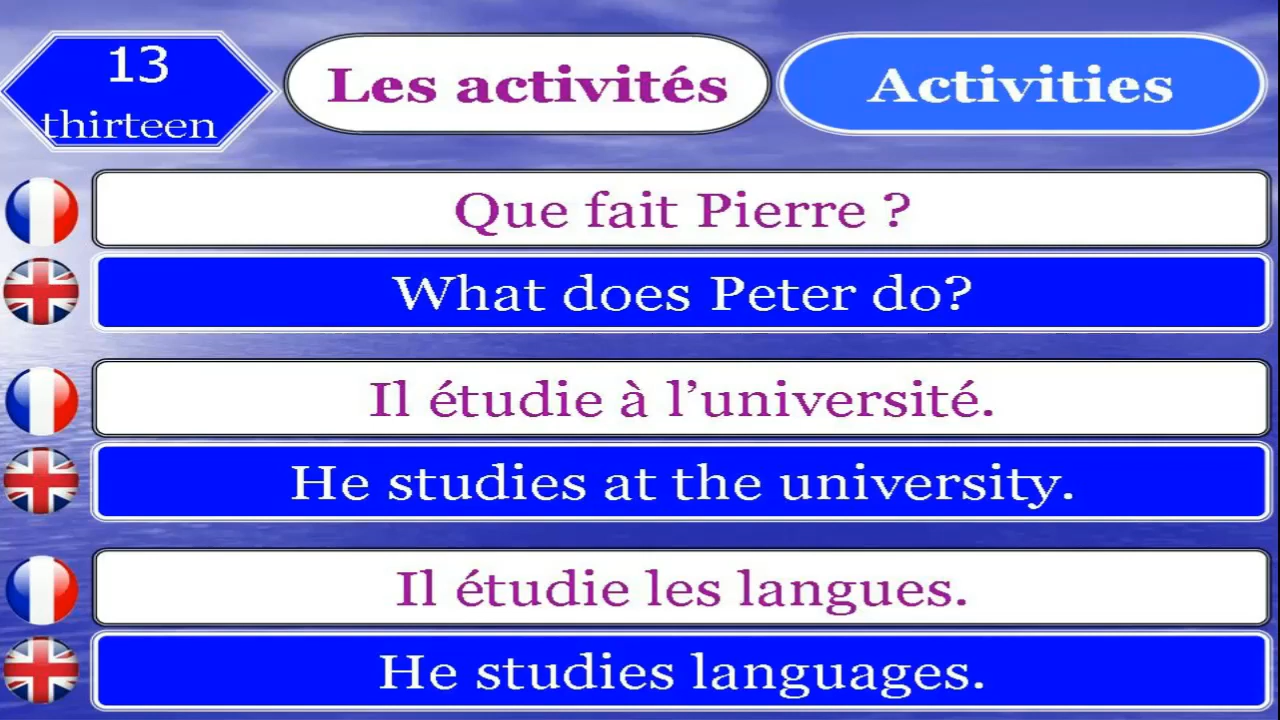 13
thirteen
Les activités
Activities
Que fait Pierre ?
What does Peter do?
Il étudie à l’université.
He studies at the university.
Il étudie les langues.
He studies languages.